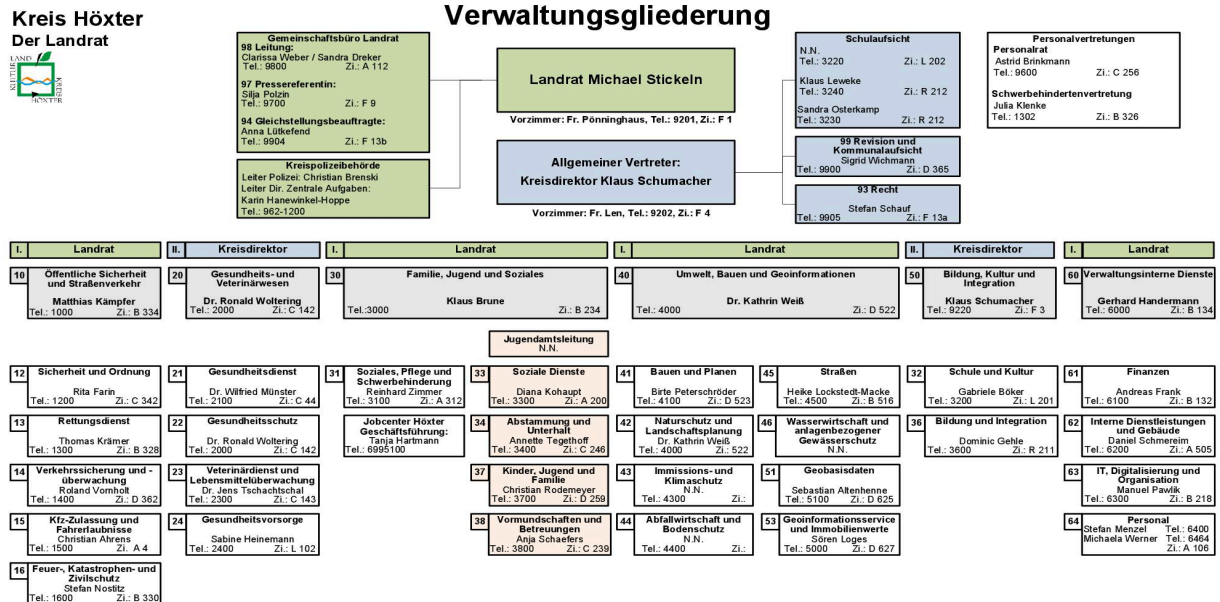 Kreis Höxter
Der Landrat
LAND
KULTUR
KREIS
HÖXTER
Verwaltungsgliederung
Gemeinschaftsbüro Landrat
98 Leitung:
Clarissa Weber / Sandra Dreker
Tel.: 9800 Zi.: A 112
97 Pressereferentin:
Silja Polzin
Tel.: 9700 Zi.: F 9
94 Gleichstellungsbeauftragte:
Anna Lütkefend
Tel.: 9904 Zi.: F 13b
Kreispolizeibehörde
Leiter Polizei: Christian Brenski
Leiter Dir. Zentrale Aufgaben:
Karin Hanewinkel-Hoppe
Tel.: 962-1200
Landrat Michael Stickeln
Vorzimmer: Fr. Pönninghaus, Tel.: 9201, Zi.: F 1
Allgemeiner Vertreter:
Kreisdirektor Klaus Schumacher
Vorzimmer: Fr. Len, Tel.: 9202, Zi.: F 4
Schulaufsicht
N.N.
Tel.: 3220 Zi.: L 202
Klaus Leweke
Tel.: 3240 Zi.: R 212
Sandra Osterkamp
Tel.: 3230 Zi.: R 212
99 Revision und
Kommunalaufsicht
Sigrid Wichmann
Tel.: 9900 Zi.: D 365
93 Recht
Stefan Schauf
Tel.: 9905 Zi.: F 13a
Personalvertretungen
Personalrat
Astrid Brinkmann
Tel.: 9600 Zi.: C 256
Schwerbehindertenvertretung
Julia Klenke
Tel.: 1302 Zi.: B 326
I. Landrat
II. Kreisdirektor
I. Landrat
I. Landrat
II. Kreisdirektor
I. Landrat
10 Öffentliche Sicherheit
und Straßenverkehr
Matthias Kämpfer
Tel.: 1000 Zi.: B 334
20 Gesundheits- und
Veterinärwesen
Dr. Ronald Woltering
Tel.: 2000 Zi.: C 142
30 Familie, Jugend und Soziales
Klaus Brune
Tel.:3000 Zi.: B 234
40 Umwelt, Bauen und Geoinformationen
Dr. Kathrin Weiß
Tel.: 4000 Zi.: D 522
50 Bildung, Kultur und
Integration
Klaus Schumacher
Tel.: 9220 Zi.: F 3
60 Verwaltungsinterne Dienste
Gerhard Handermann
Tel.: 6000 Zi.: B 134
Jugendamtsleitung
N.N.
12 Sicherheit und Ordnung
Rita Farin
Tel.: 1200 Zi.: C 342
21 Gesundheitsdienst
Dr. Wilfried Münster
Tel.: 2100 Zi.: C 44
31 Soziales, Pflege und
Schwerbehinderung
Reinhard Zimmer
Tel.: 3100 Zi.: A 312
33 Soziale Dienste
Diana Kohaupt
Tel.: 3300 Zi.: A 200
41 Bauen und Planen
Birte Peterschröder
Tel.: 4100 Zi.: D 523
45 Straßen
Heike Lockstedt-Macke
Tel.: 4500 Zi.: B 516
32 Schule und Kultur
Gabriele Böker
Tel.: 3200 Zi.: L 201
61 Finanzen
Andreas Frank
Tel.: 6100 Zi.: B 132
13 Rettungsdienst
Thomas Krämer
Tel.: 1300 Zi.: B 328
22 Gesundheitsschutz
Dr. Ronald Woltering
Tel.: 2000 Zi.: C 142
Jobcenter Höxter
Geschäftsführung:
Tanja Hartmann
Tel.: 6995100
34 Abstammung und
Unterhalt
Annette Tegethoff
Tel.: 3400 Zi.: C 246
42 Naturschutz und
Landschaftsplanung
Dr. Kathrin Weiß
Tel.: 4000 Zi.: 522
46 Wasserwirtschaft und
anlagenbezogener
Gewässerschutz
N.N.
36 Bildung und Integration
Dominic Gehle
Tel.: 3600 Zi.: R 211
62 Interne Dienstleistungen
und Gebäude
Daniel Schmereim
Tel.: 6200 Zi.: A 505
14 Verkehrssicherung und -
überwachung
Roland Vornholt
Tel.: 1400 Zi.: D 362
23 Veterinärdienst und
Lebensmittelüberwachung
Dr. Jens Tschachtschal
Tel.: 2300 Zi.: C 143
37 Kinder, Jugend und
Familie
Christian Rodemeyer
Tel.: 3700 Zi.: D 259
43 Immissions- und
Klimaschutz
N.N.
Tel.: 4300 Zi.:
51 Geobasisdaten
Sebastian Altenhenne
Tel.: 5100 Zi.: D 625
63 IT, Digitalisierung und
Organisation
Manuel Pawlik
Tel.: 6300 Zi.: B 218
15 Kfz-Zulassung und
Fahrerlaubnisse
Christian Ahrens
Tel.: 1500 Zi. A 4
24 Gesundheitsvorsorge
Sabine Heinemann
Tel.: 2400 Zi.: L 102
38 Vormundschaften und
Betreuungen
Anja Schaefers
Tel.: 3800 Zi.: C 239
44 Abfallwirtschaft und
Bodenschutz
N.N.
Tel.: 4400 Zi.:
53 Geoinformationsservice
und Immobilienwerte
Sören Loges
Tel.: 5000 Zi.: D 627
64 Personal
Stefan Menzel Tel.: 6400
Michaela Werner Tel.: 6464
Zi.: A 106
16 Feuer-, Katastrophen- und
Zivilschutz
Stefan Nostitz
Tel.: 1600 Zi.: B 330